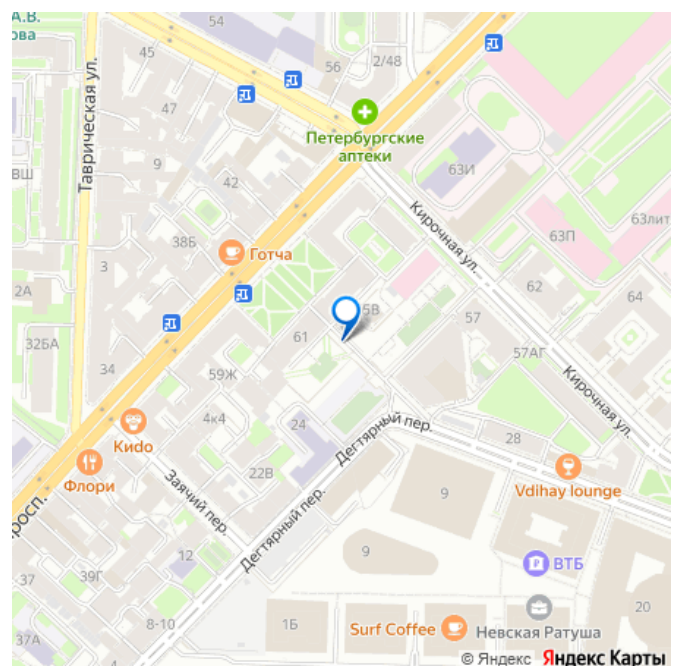 А.В.
ова
54
45
56
2/48
Таврическая ул.
47
Петербургские
аптеки
9
ВШ
42
63И
Кирочная ул.
63лит
38Б
Готча
63П
3
2А
62
64
5В
57
61
32БА
57АГ
34
59Ж
Кирочная ул.
4к4
Кидо
24
Дегтярный пер.
28
Флори
22В
Vdihay lounge
Заячий пер.
росп.
9
Дегтярный пер.
12
9
ВТБ
37
39Г
20
8-10
1Б
Surf Coffee
Невская Ратуша
37А
© Яндекс Яндекс Карты